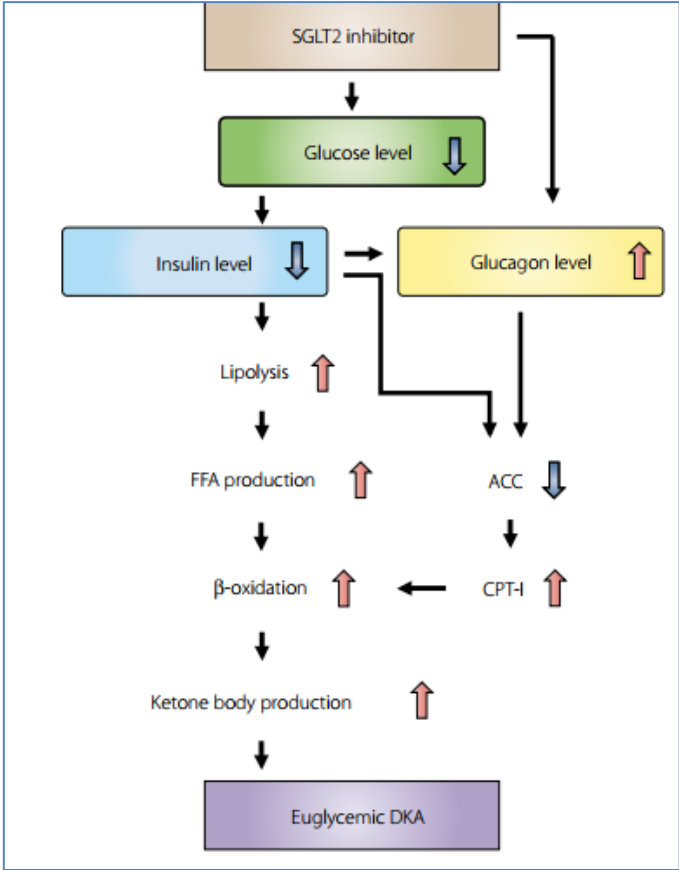 SGLT2 inhibitor
Glucose level
Insulin level
Glucagon level
Lipolysis
FFA production
ACC
β-oxidation
CPT-I
Ketone body production
Euglycemic DKA